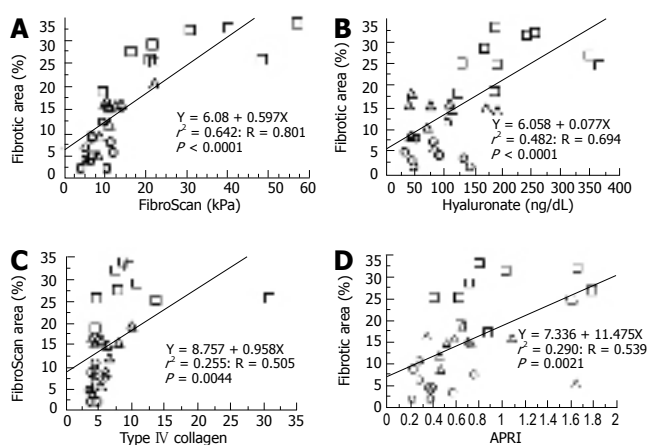 A
Fibrotic area (%)
35
30
25
20
15
10
5
0
Y = 6.08 + 0.597X
r² = 0.642: R = 0.801
P < 0.0001
0 10 20 30 40 50 60
FibroScan (kPa)
B
Fibrotic area (%)
35
30
25
20
15
10
5
0
Y = 6.058 + 0.077X
r² = 0.482: R = 0.694
P < 0.0001
0 50 100 150 200 250 300 350 400
Hyaluronate (ng/dL)
C
FibroScan area (%)
35
30
25
20
15
10
5
0
Y = 8.757 + 0.958X
r² = 0.255: R = 0.505
P = 0.0044
0 5 10 15 20 25 30 35
Type Ⅳ collagen
D
Fibrotic area (%)
35
30
25
20
15
10
5
0
Y = 7.336 + 11.475X
r² = 0.290: R = 0.539
P = 0.0021
0 0.2 0.4 0.6 0.8 1 1.2 1.4 1.6 1.8 2
APRI